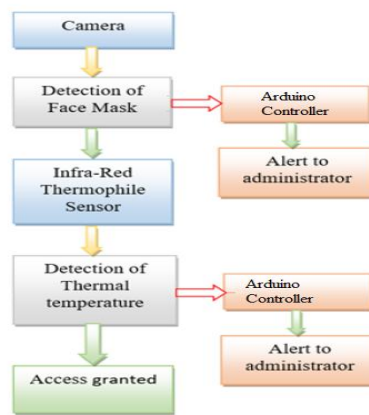 Camera
Detection of
Face Mask
Arduino
Controller
Alert to
administrator
Infra-Red
Thermophile
Sensor
Detection of
Thermal
temperature
Arduino
Controller
Alert to
administrator
Access granted